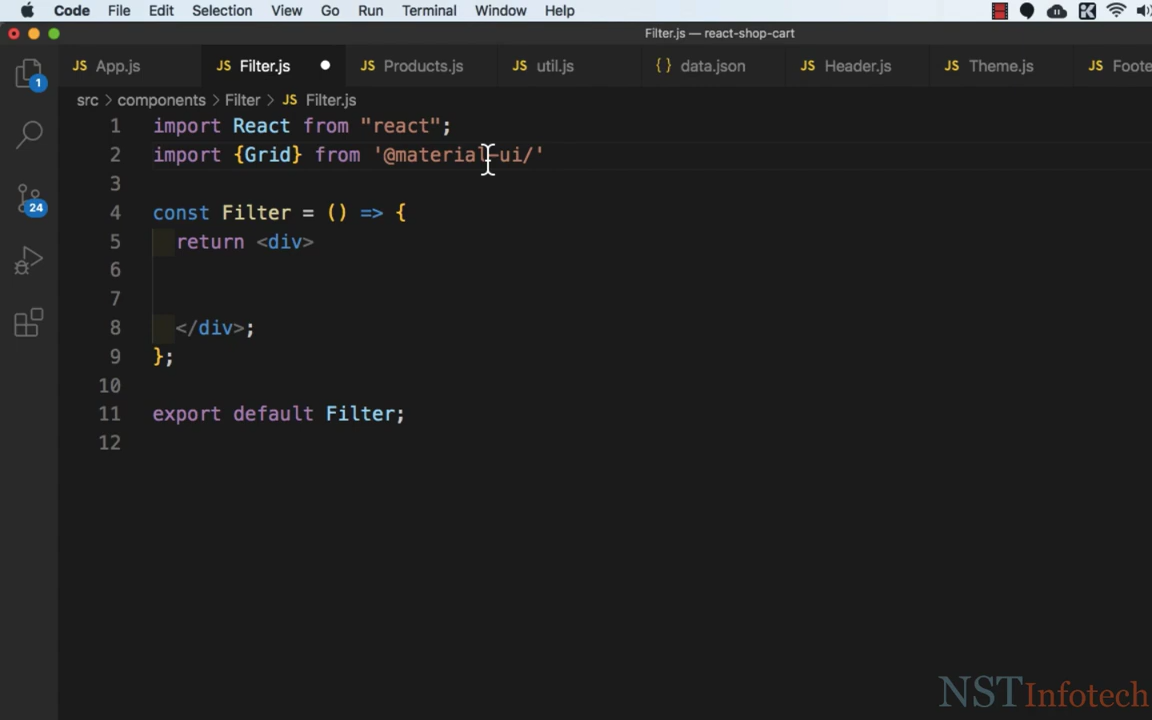 Code File Edit Selection View Go Run Terminal Window Help
Filter.js — react-shop-cart
JS App.js JS Filter.js JS Products.js JS util.js {} data.json JS Header.js JS Theme.js JS Foote
src > components > Filter > JS Filter.js
1 import React from "react";
2 import {Grid} from '@material-ui/'
3
4 const Filter = () => {
5 return <div>
6
7
8 </div>;
9 };
10
11 export default Filter;
12
1
24
NSTInfotech